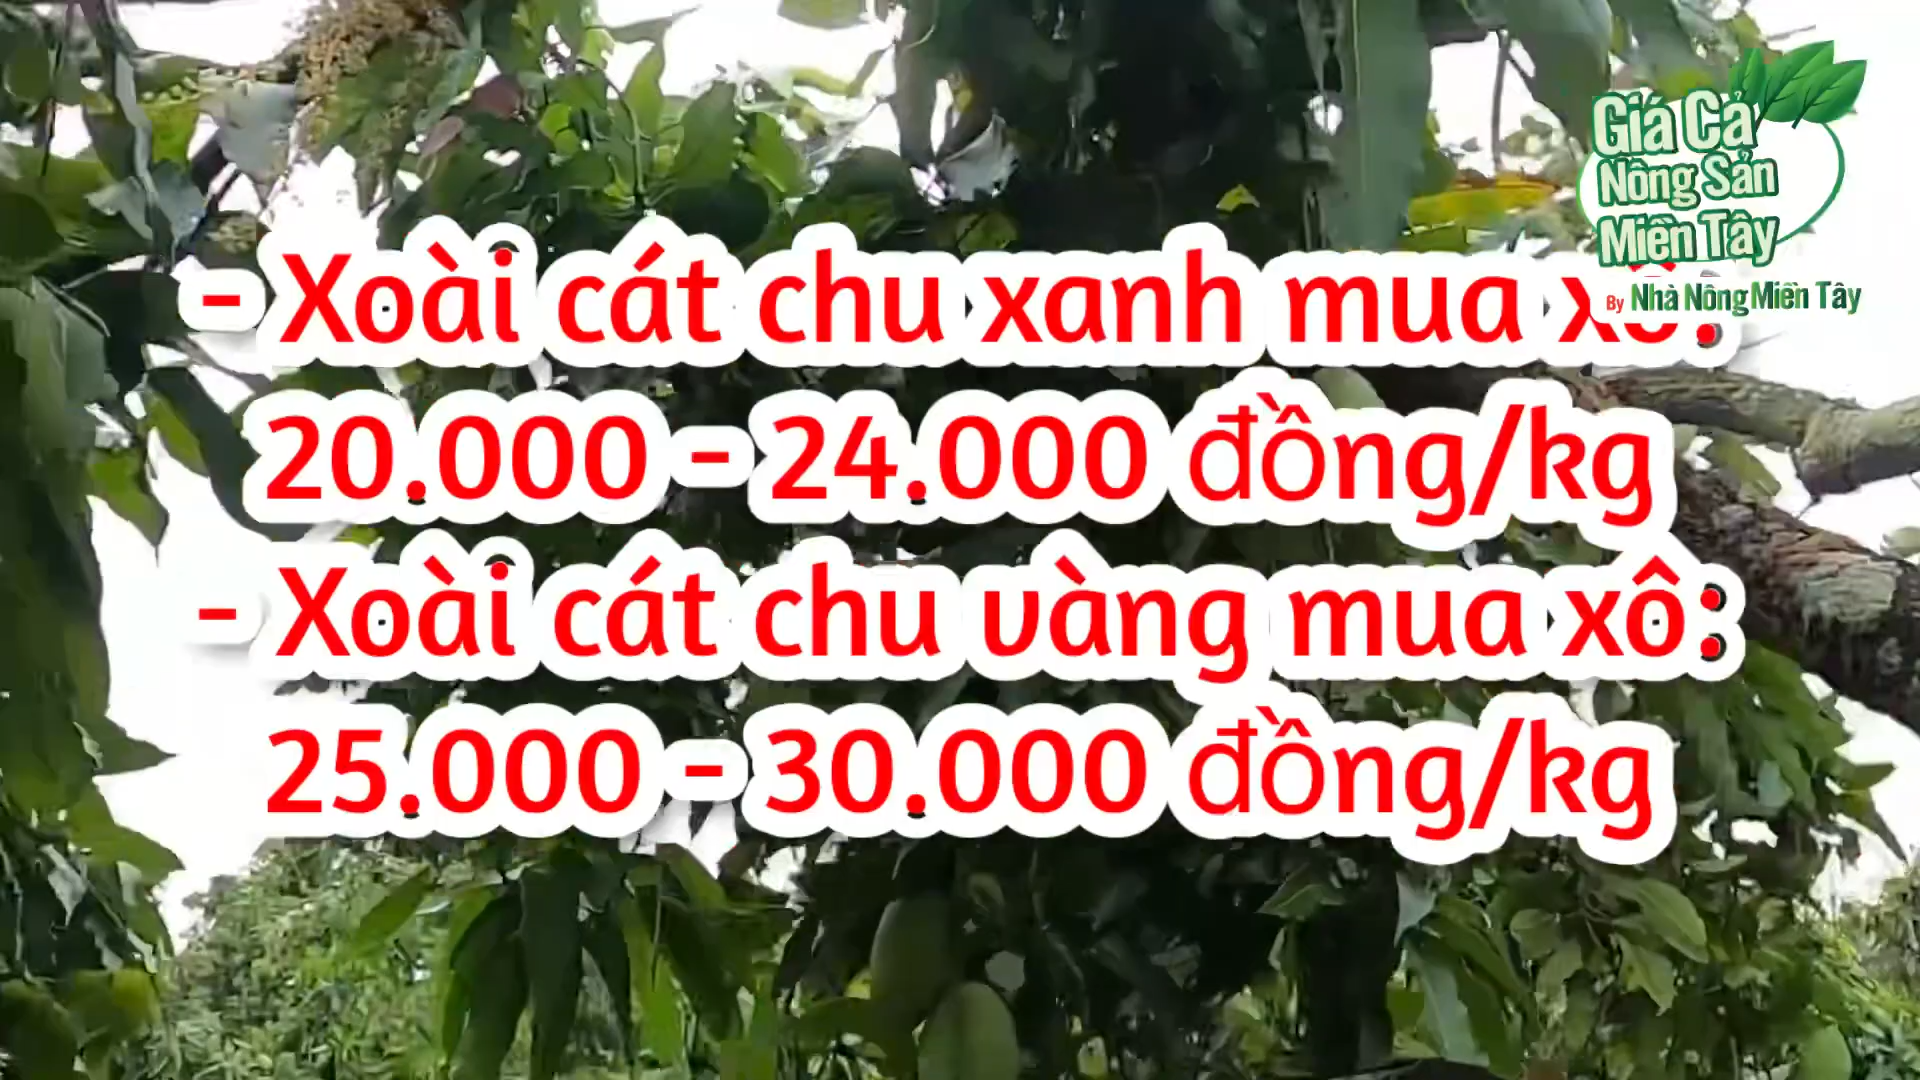 Giá Cả
Nông Sản
Miền Tây
By Nhà Nông Miền Tây
- Xoài cát chu xanh mua xô:
20.000 - 24.000 đồng/kg
- Xoài cát chu vàng mua xô:
25.000 - 30.000 đồng/kg